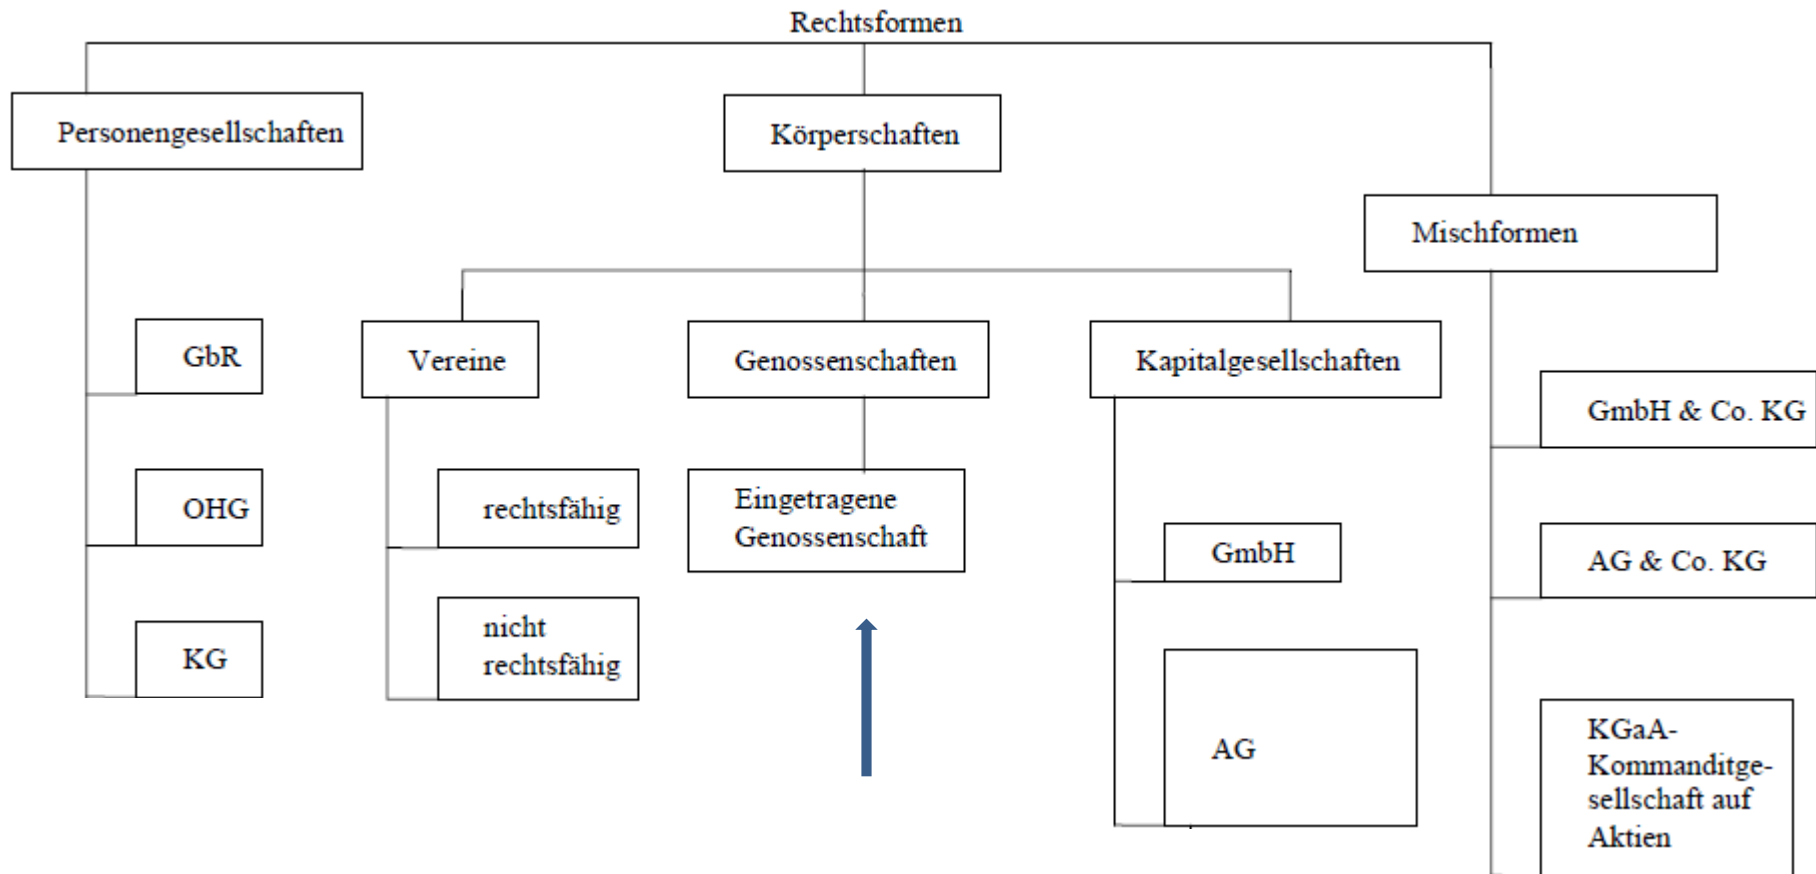 Rechtsformen
Personengesellschaften
Körperschaften
Mischformen
GbR
Vereine
Genossenschaften
Kapitalgesellschaften
GmbH & Co. KG
OHG
rechtsfähig
Eingetragene
Genossenschaft
GmbH
AG & Co. KG
KG
nicht
rechtsfähig
AG
KGaA-
Kommanditge-
sellschaft auf
Aktien